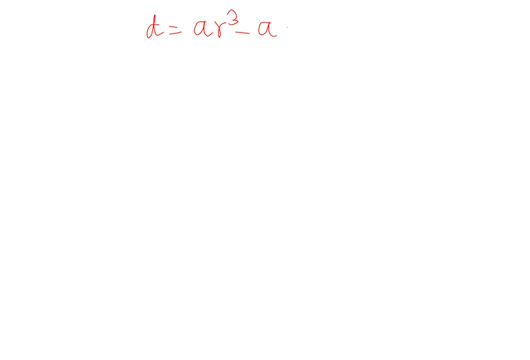 d = ar³ - a